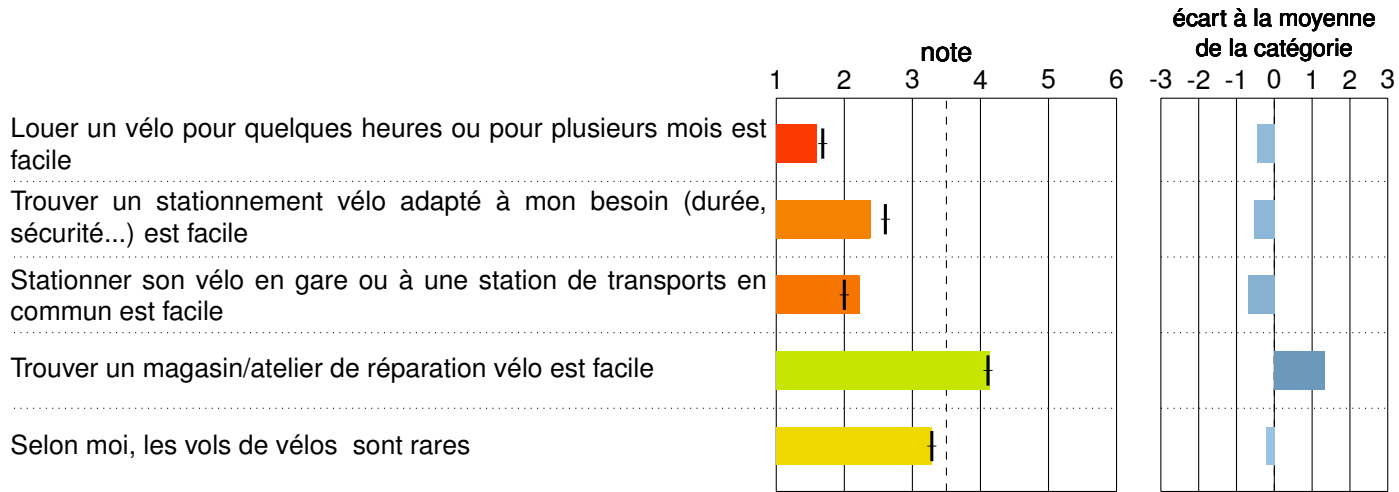 écart à la moyenne
note de la catégorie
1 2 3 4 5 6 -3 -2 -1 0 1 2 3
Louer un vélo pour quelques heures ou pour plusieurs mois est
facile
Trouver un stationnement vélo adapté à mon besoin (durée,
sécurité...) est facile
Stationner son vélo en gare ou à une station de transports en
commun est facile
Trouver un magasin/atelier de réparation vélo est facile
Selon moi, les vols de vélos sont rares